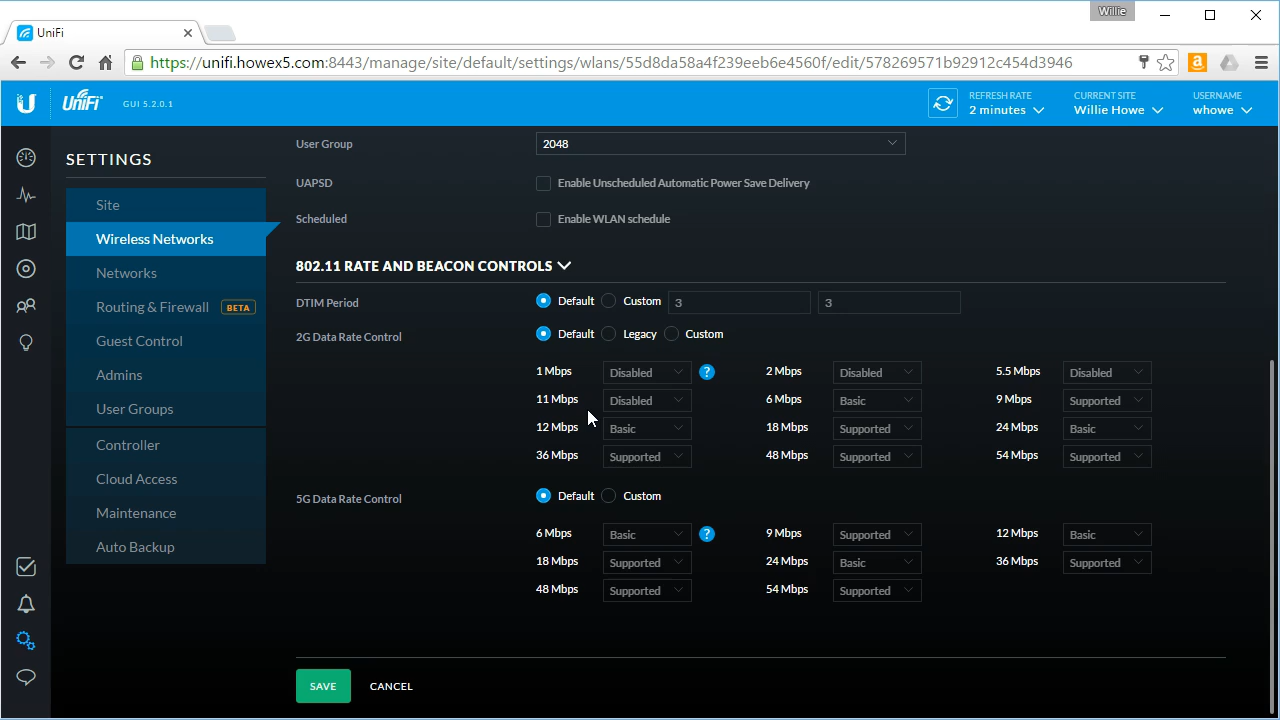 Willie
UniFi
https://unifi.howex5.com:8443/manage/site/default/settings/wlans/55d8da58a4f239eeb6e4560f/edit/578269571b92912c454d3946
UniFi GUI 5.2.0.1
REFRESH RATE
2 minutes
CURRENT SITE
Willie Howe
USERNAME
whowe
SETTINGS
Site
Wireless Networks
Networks
Routing & Firewall BETA
Guest Control
Admins
User Groups
Controller
Cloud Access
Maintenance
Auto Backup
User Group 2048
UAPSD Enable Unscheduled Automatic Power Save Delivery
Scheduled Enable WLAN schedule
802.11 RATE AND BEACON CONTROLS
DTIM Period Default Custom 3 3
2G Data Rate Control Default Legacy Custom
1 Mbps Disabled ? 2 Mbps Disabled 5.5 Mbps Disabled
11 Mbps Disabled 6 Mbps Basic 9 Mbps Supported
12 Mbps Basic 18 Mbps Supported 24 Mbps Basic
36 Mbps Supported 48 Mbps Supported 54 Mbps Supported
5G Data Rate Control Default Custom
6 Mbps Basic ? 9 Mbps Supported 12 Mbps Basic
18 Mbps Supported 24 Mbps Basic 36 Mbps Supported
48 Mbps Supported 54 Mbps Supported
SAVE CANCEL